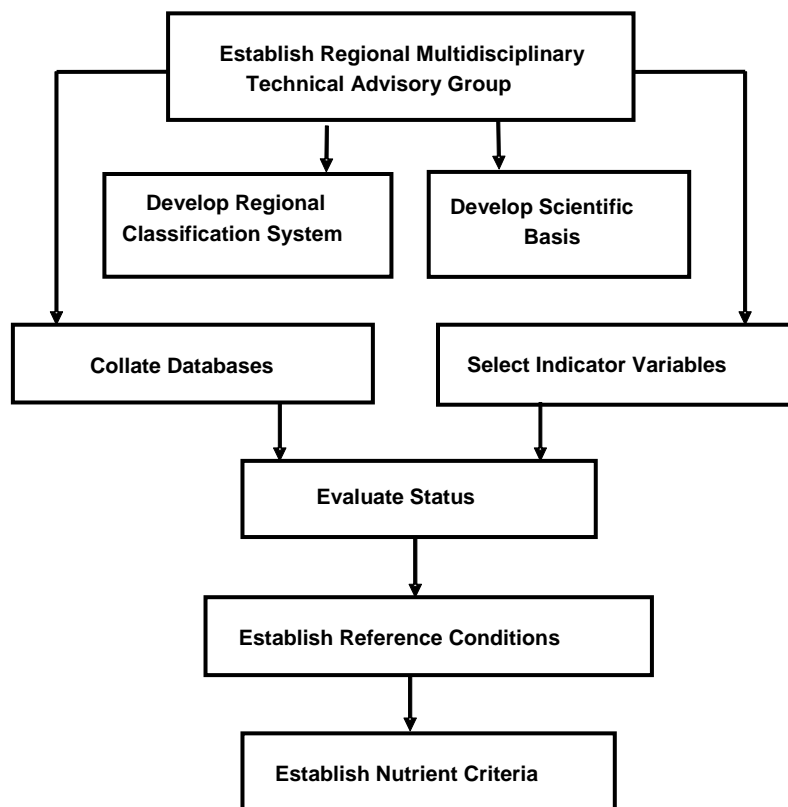 Establish Regional Multidisciplinary
Technical Advisory Group
Develop Regional
Classification System
Develop Scientific
Basis
Collate Databases
Select Indicator Variables
Evaluate Status
Establish Reference Conditions
Establish Nutrient Criteria